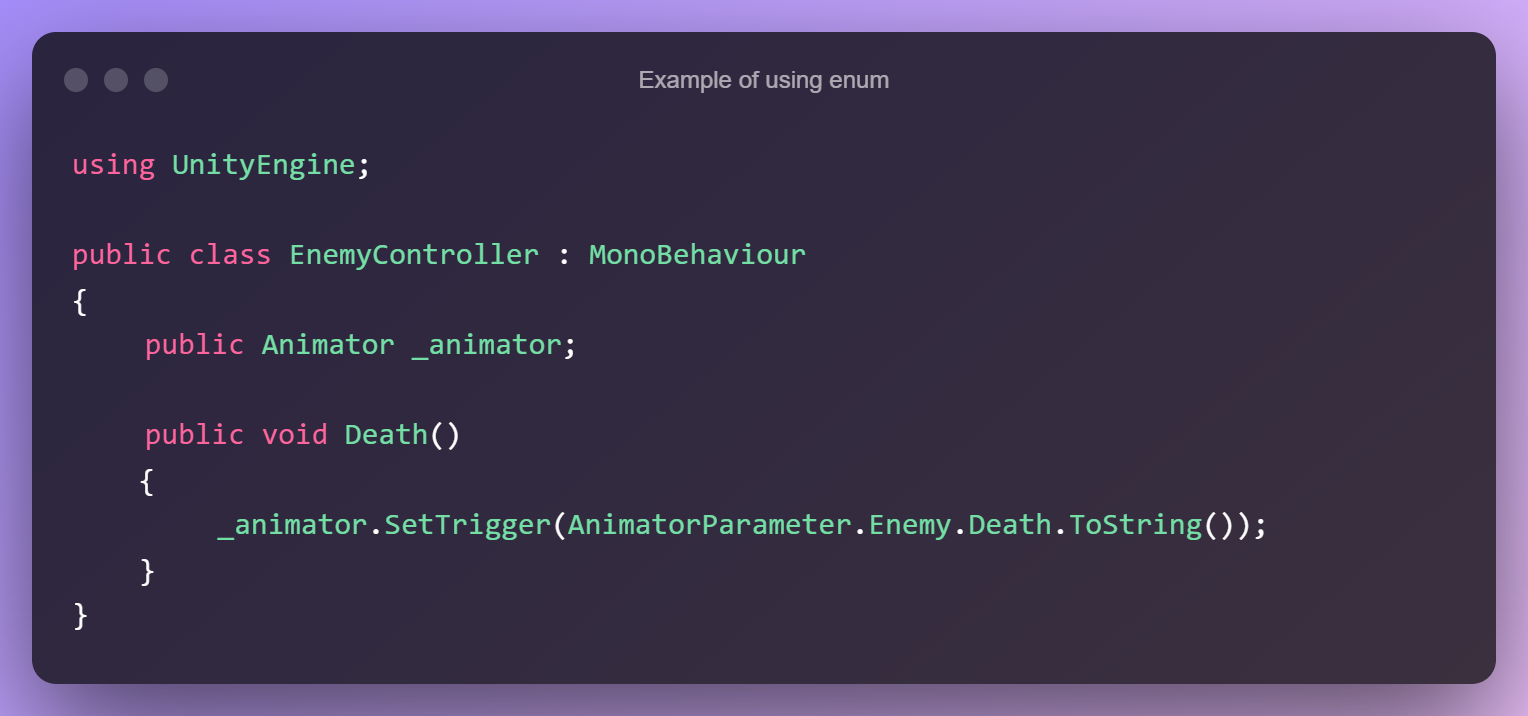 Example of using enum
using UnityEngine;
public class EnemyController : MonoBehaviour
{
public Animator _animator;
public void Death()
{
_animator.SetTrigger(AnimatorParameter.Enemy.Death.ToString());
}
}